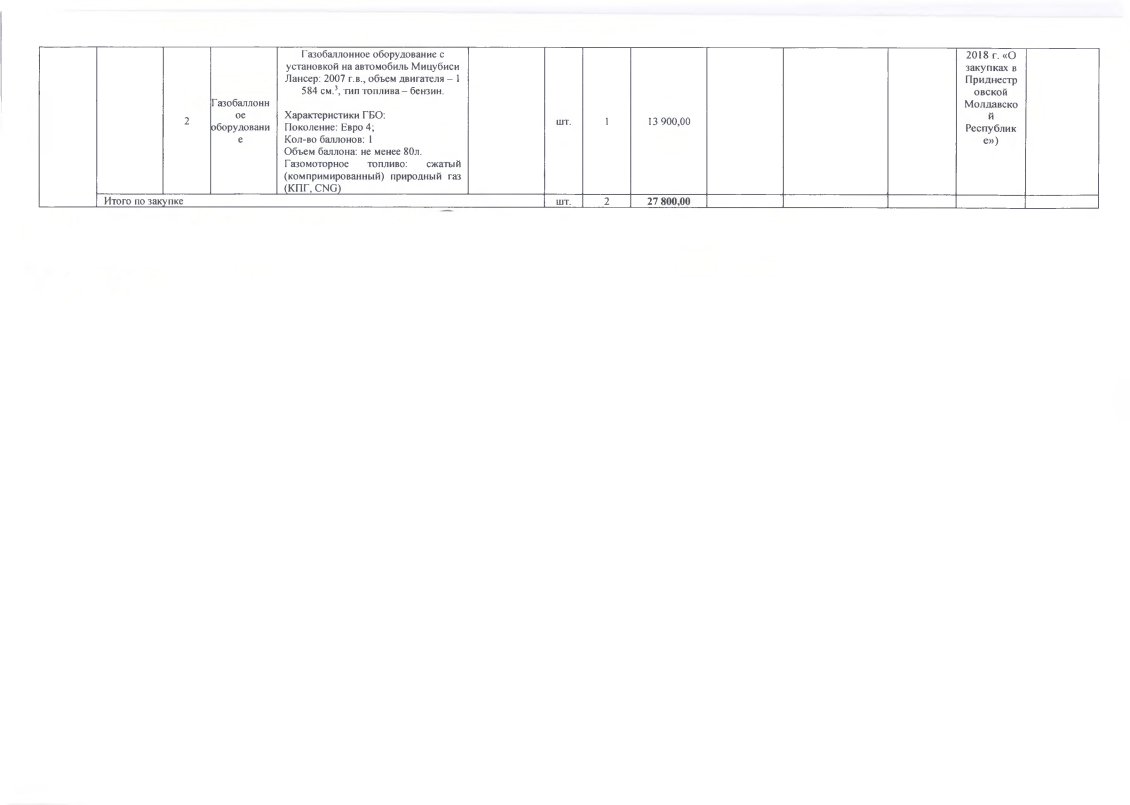 2
Газобаллонн
ое
оборудовани
е
Газобаллонное оборудование с
установкой на автомобиль Мицубиси
Лансер: 2007 г.в., объем двигателя – 1
584 см.³, тип топлива – бензин.
Характеристики ГБО:
Поколение: Евро 4;
Кол-во баллонов: 1
Объем баллона: не менее 80л.
Газомоторное топливо: сжатый
(компримированный) природный газ
(КПГ, CNG)
шт.
1
13 900,00
2018 г. «О
закупках в
Приднестр
овской
Молдавско
й
Республик
е»)
Итого по закупке шт. 2 27 800,00